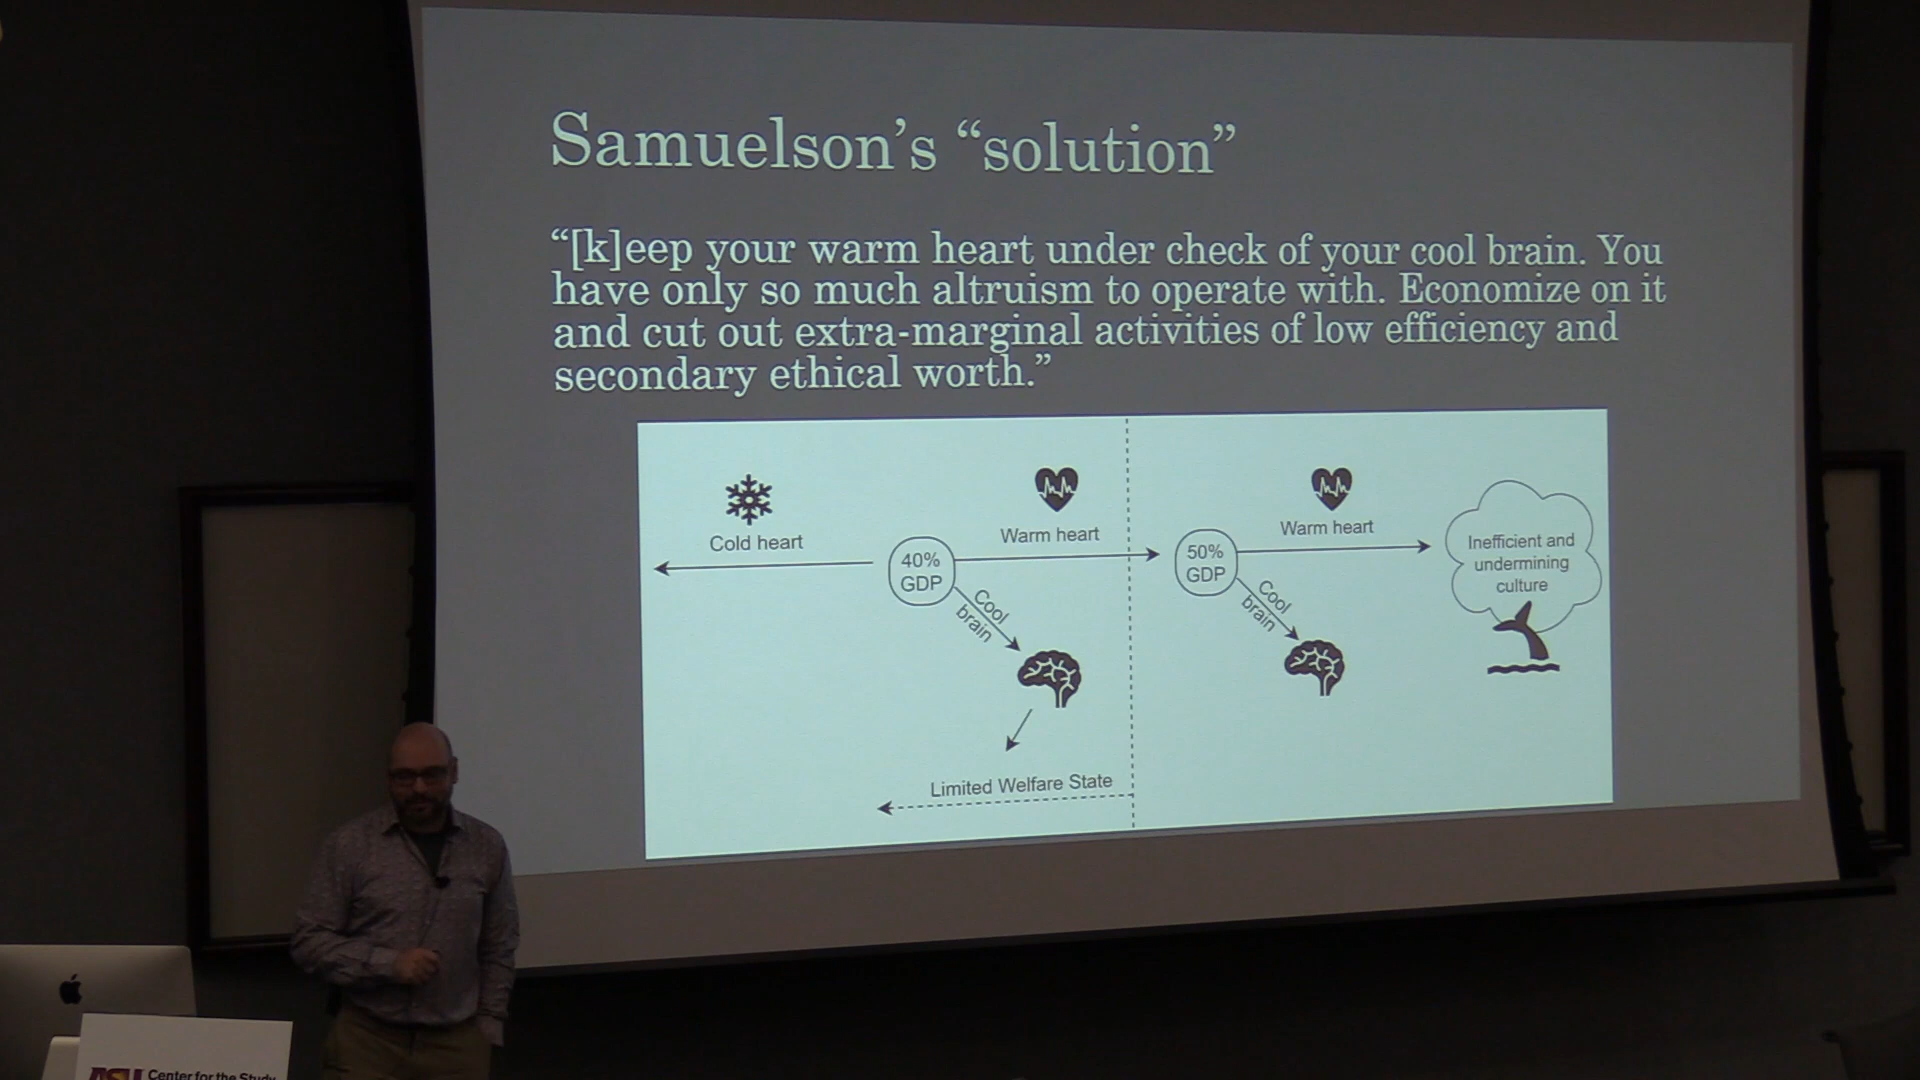 Samuelson’s “solution”
“[k]eep your warm heart under check of your cool brain. You
have only so much altruism to operate with. Economize on it
and cut out extra-marginal activities of low efficiency and
secondary ethical worth.”
Cold heart
Warm heart
Warm heart
40%
GDP
50%
GDP
Cool
brain
Cool
brain
Inefficient and
undermining
culture
Limited Welfare State
ASU Center for the Study